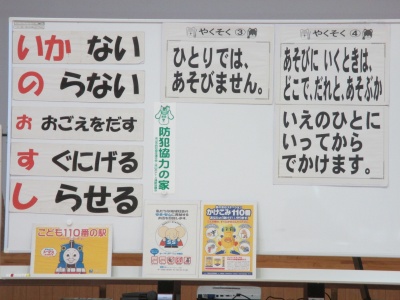 いかない
のらない
おおごえをだす
すぐにげる
しらせる
やくそく③
ひとりでは、
あそびません。
やくそく④
あそびに いくときは、
どこで、だれと、あそぶか
いえのひとに
いってから
でかけます。
防犯協力の家
こども110番の駅
かけこみ110番